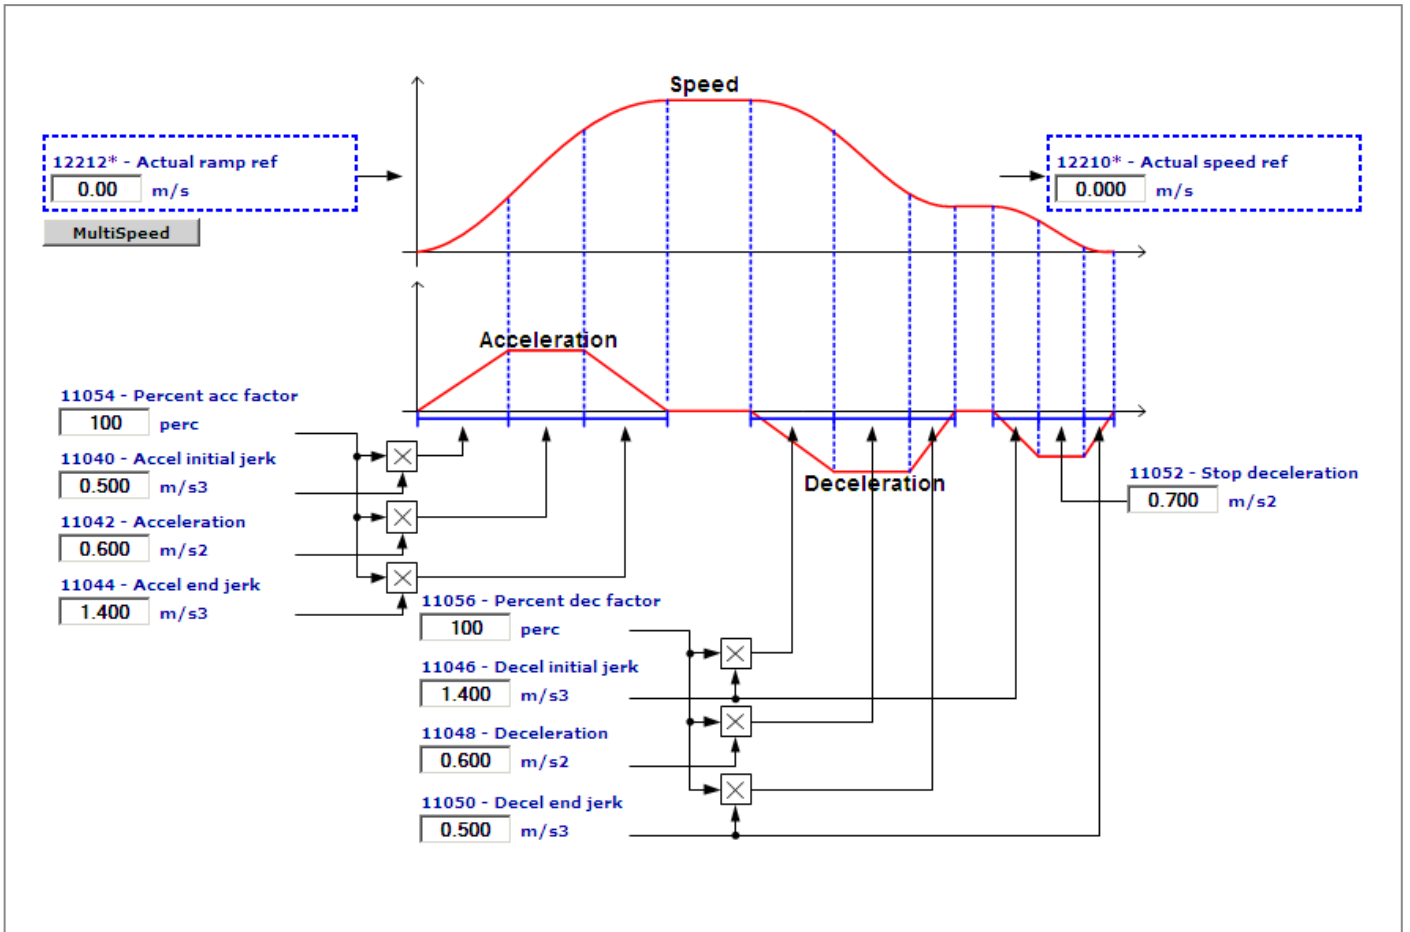 Speed
12212* - Actual ramp ref
0.00 m/s
MultiSpeed
12210* - Actual speed ref
0.000 m/s
Acceleration
11054 - Percent acc factor
100 perc
11040 - Accel initial jerk
0.500 m/s3
11042 - Acceleration
0.600 m/s2
11044 - Accel end jerk
1.400 m/s3
Deceleration
11052 - Stop deceleration
0.700 m/s2
11056 - Percent dec factor
100 perc
11046 - Decel initial jerk
1.400 m/s3
11048 - Deceleration
0.600 m/s2
11050 - Decel end jerk
0.500 m/s3